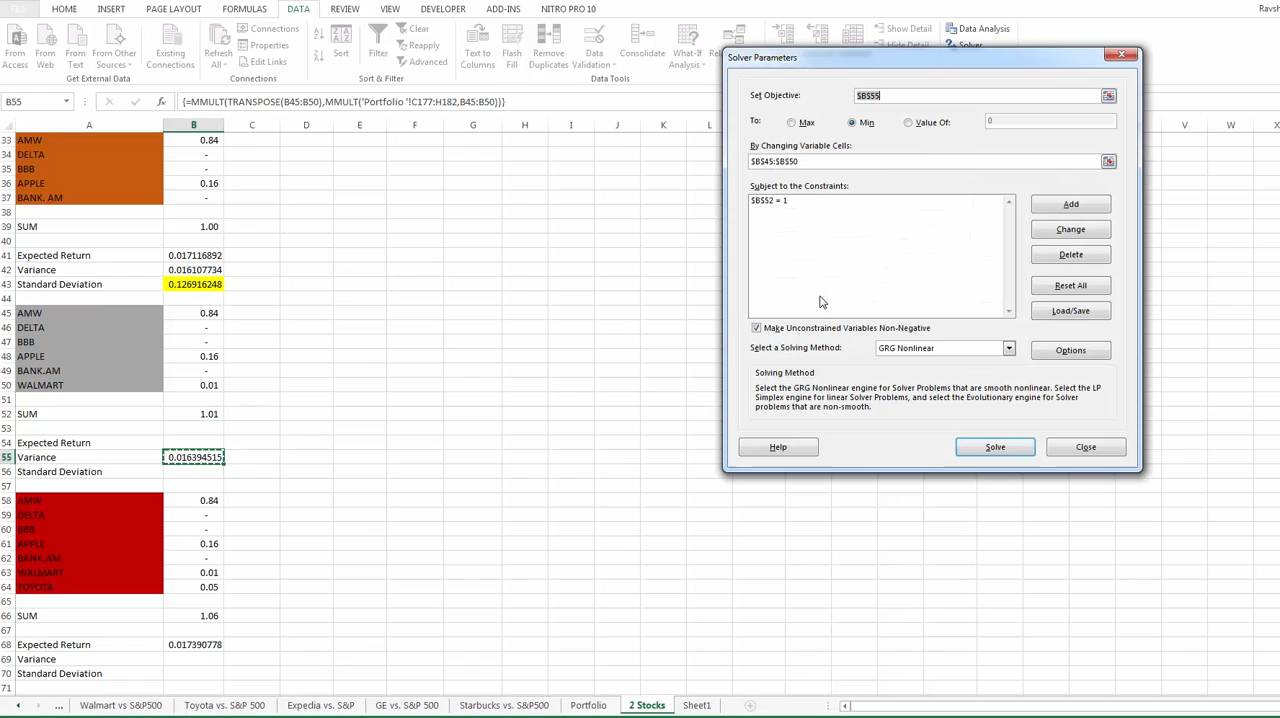 FILE HOME INSERT PAGE LAYOUT FORMULAS DATA REVIEW VIEW DEVELOPER ADD-INS NITRO PRO 10 Ravsh
From Access
From Web
From Text
From Other Sources
Existing Connections
Get External Data
Refresh All
Connections
Properties
Edit Links
Connections
Sort
Filter
Clear
Reapply
Advanced
Sort & Filter
Text to Columns
Flash Fill
Remove Duplicates
Data Validation
Consolidate
What-If Analysis
Data Tools
Show Detail
Hide Detail
Data Analysis
Solver
B55 {=MMULT(TRANSPOSE(B45:B50),MMULT('Portfolio '!C177:H182,B45:B50))}
A B C D E F G H I J K L V W X
33 AMW 0.84
34 DELTA -
35 BBB -
36 APPLE 0.16
37 BANK. AM -
38
39 SUM 1.00
40
41 Expected Return 0.017116892
42 Variance 0.016107734
43 Standard Deviation 0.126916248
44
45 AMW 0.84
46 DELTA -
47 BBB -
48 APPLE 0.16
49 BANK.AM -
50 WALMART 0.01
51
52 SUM 1.01
53
54 Expected Return
55 Variance 0.016394515
56 Standard Deviation
57
58 AMW 0.84
59 DELTA -
60 BBB -
61 APPLE 0.16
62 BANK.AM -
63 WALMART 0.01
64 TOYOTA 0.05
65
66 SUM 1.06
67
68 Expected Return 0.017390778
69 Variance
70 Standard Deviation
71
Solver Parameters
Set Objective: $B$55
To: Max Min Value Of: 0
By Changing Variable Cells:
$B$45:$B$50
Subject to the Constraints:
$B$52 = 1
Add
Change
Delete
Reset All
Load/Save
Make Unconstrained Variables Non-Negative
Select a Solving Method: GRG Nonlinear Options
Solving Method
Select the GRG Nonlinear engine for Solver Problems that are smooth nonlinear. Select the LP
Simplex engine for linear Solver Problems, and select the Evolutionary engine for Solver
problems that are non-smooth.
Help Solve Close
... Walmart vs S&P500 Toyota vs. S&P 500 Expedia vs. S&P GE vs. S&P 500 Starbucks vs. S&P500 Portfolio 2 Stocks Sheet1